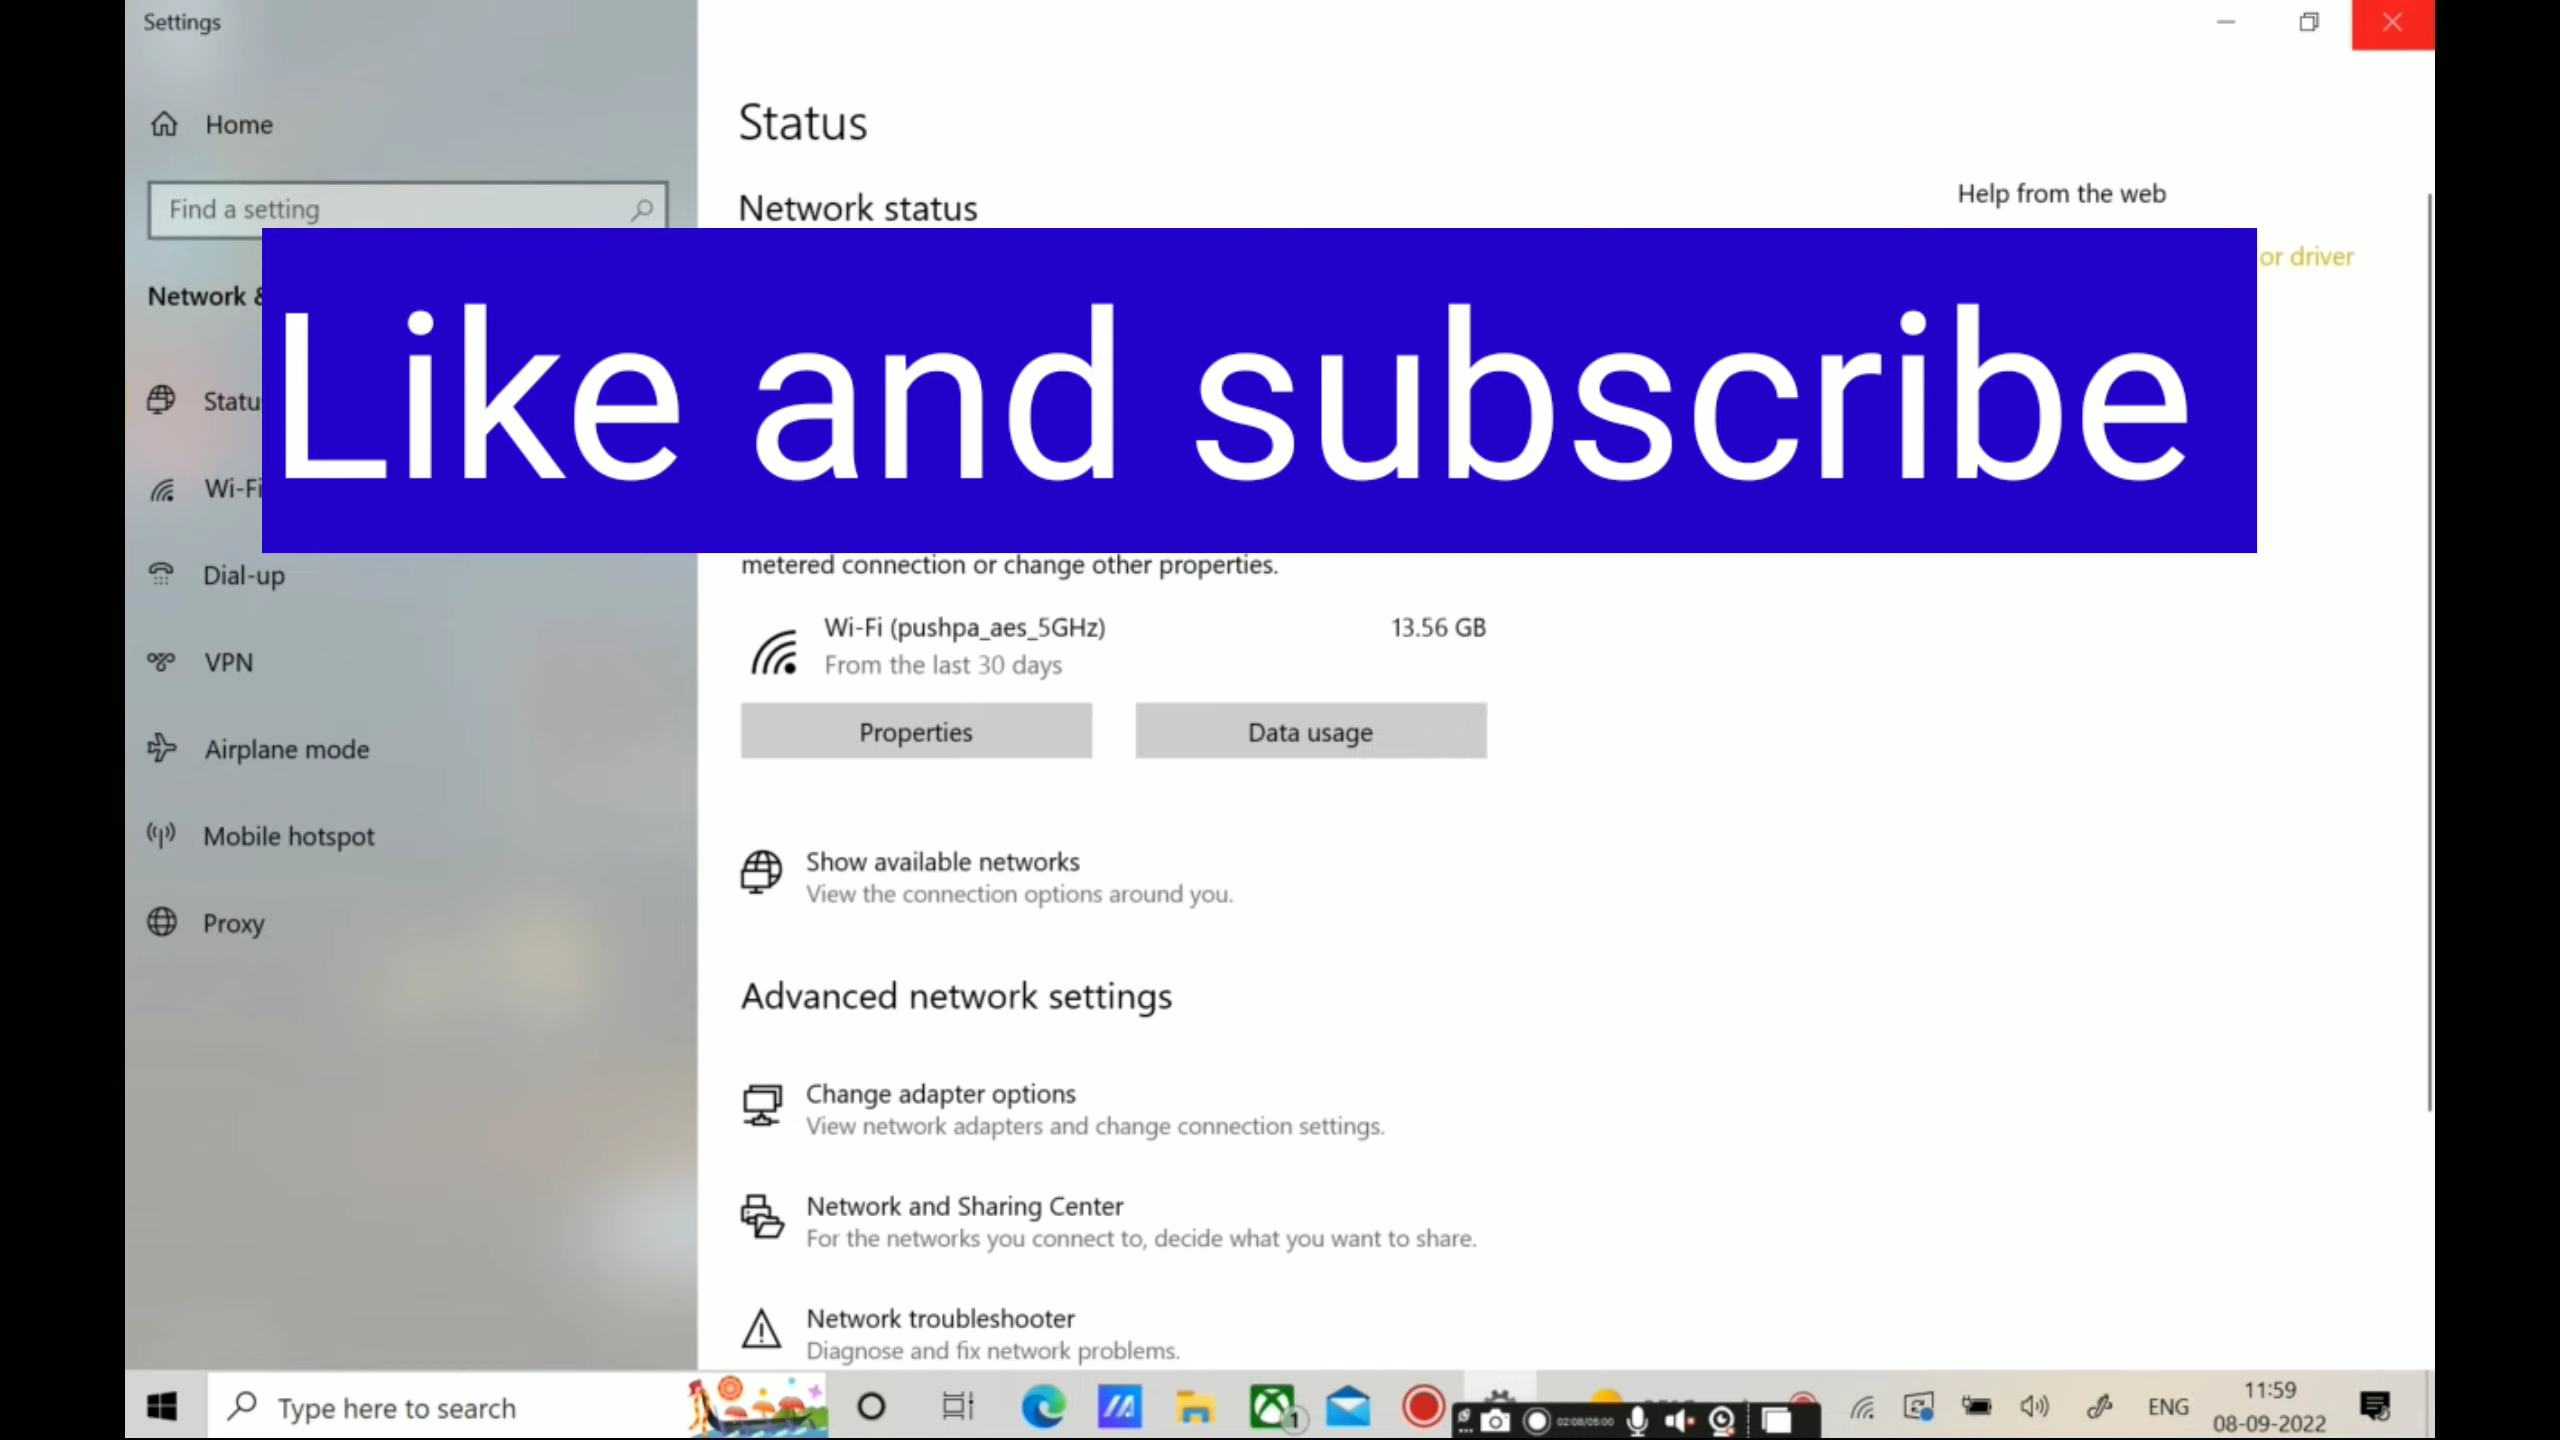 Settings
Home
Find a setting
Status
Network status
Help from the web
or driver
Network &
Like and subscribe
Statu
Wi-Fi
Dial-up
VPN
Airplane mode
Mobile hotspot
Proxy
metered connection or change other properties.
Wi-Fi (pushpa_aes_5GHz)
13.56 GB
From the last 30 days
Properties
Data usage
Show available networks
View the connection options around you.
Advanced network settings
Change adapter options
View network adapters and change connection settings.
Network and Sharing Center
For the networks you connect to, decide what you want to share.
Network troubleshooter
Diagnose and fix network problems.
Type here to search
1
02:08/05:00
ENG
11:59
08-09-2022